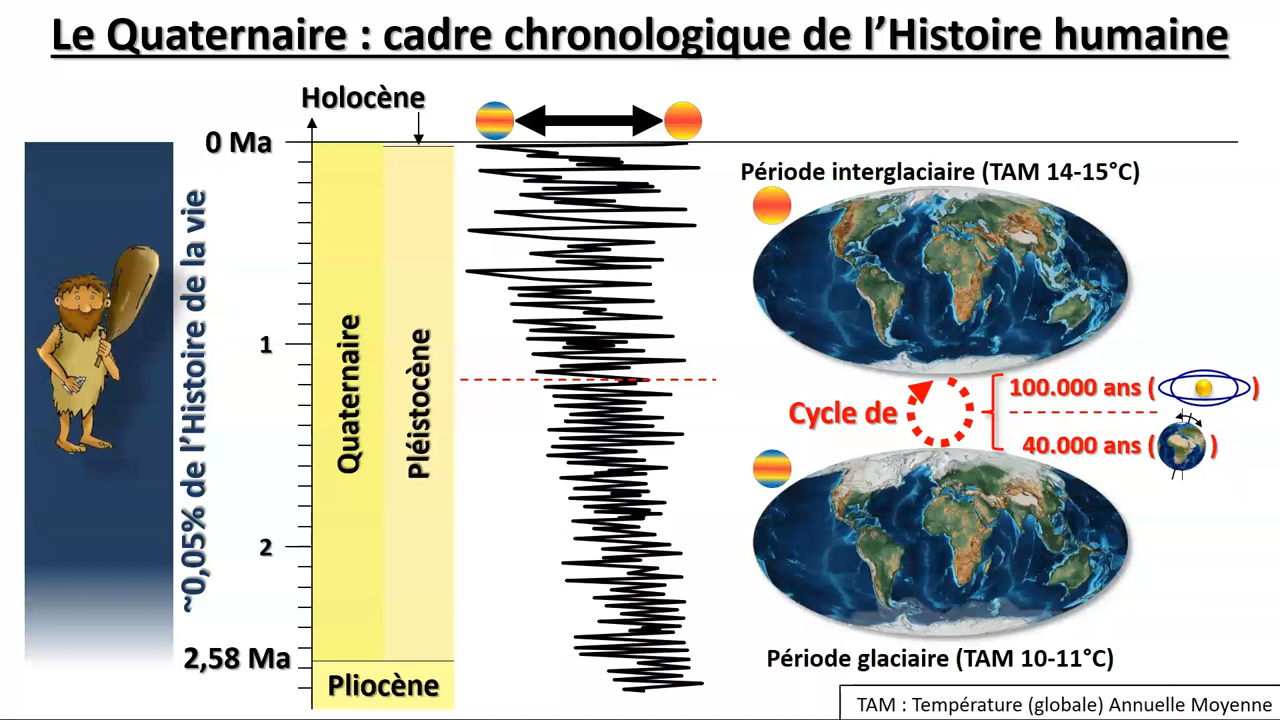 Le Quaternaire : cadre chronologique de l’Histoire humaine
Holocène
0 Ma
1
2
2,58 Ma
~0,05% de l’Histoire de la vie
Quaternaire
Pléistocène
Pliocène
Période interglaciaire (TAM 14-15°C)
Cycle de
100.000 ans ( )
40.000 ans ( )
Période glaciaire (TAM 10-11°C)
TAM : Température (globale) Annuelle Moyenne